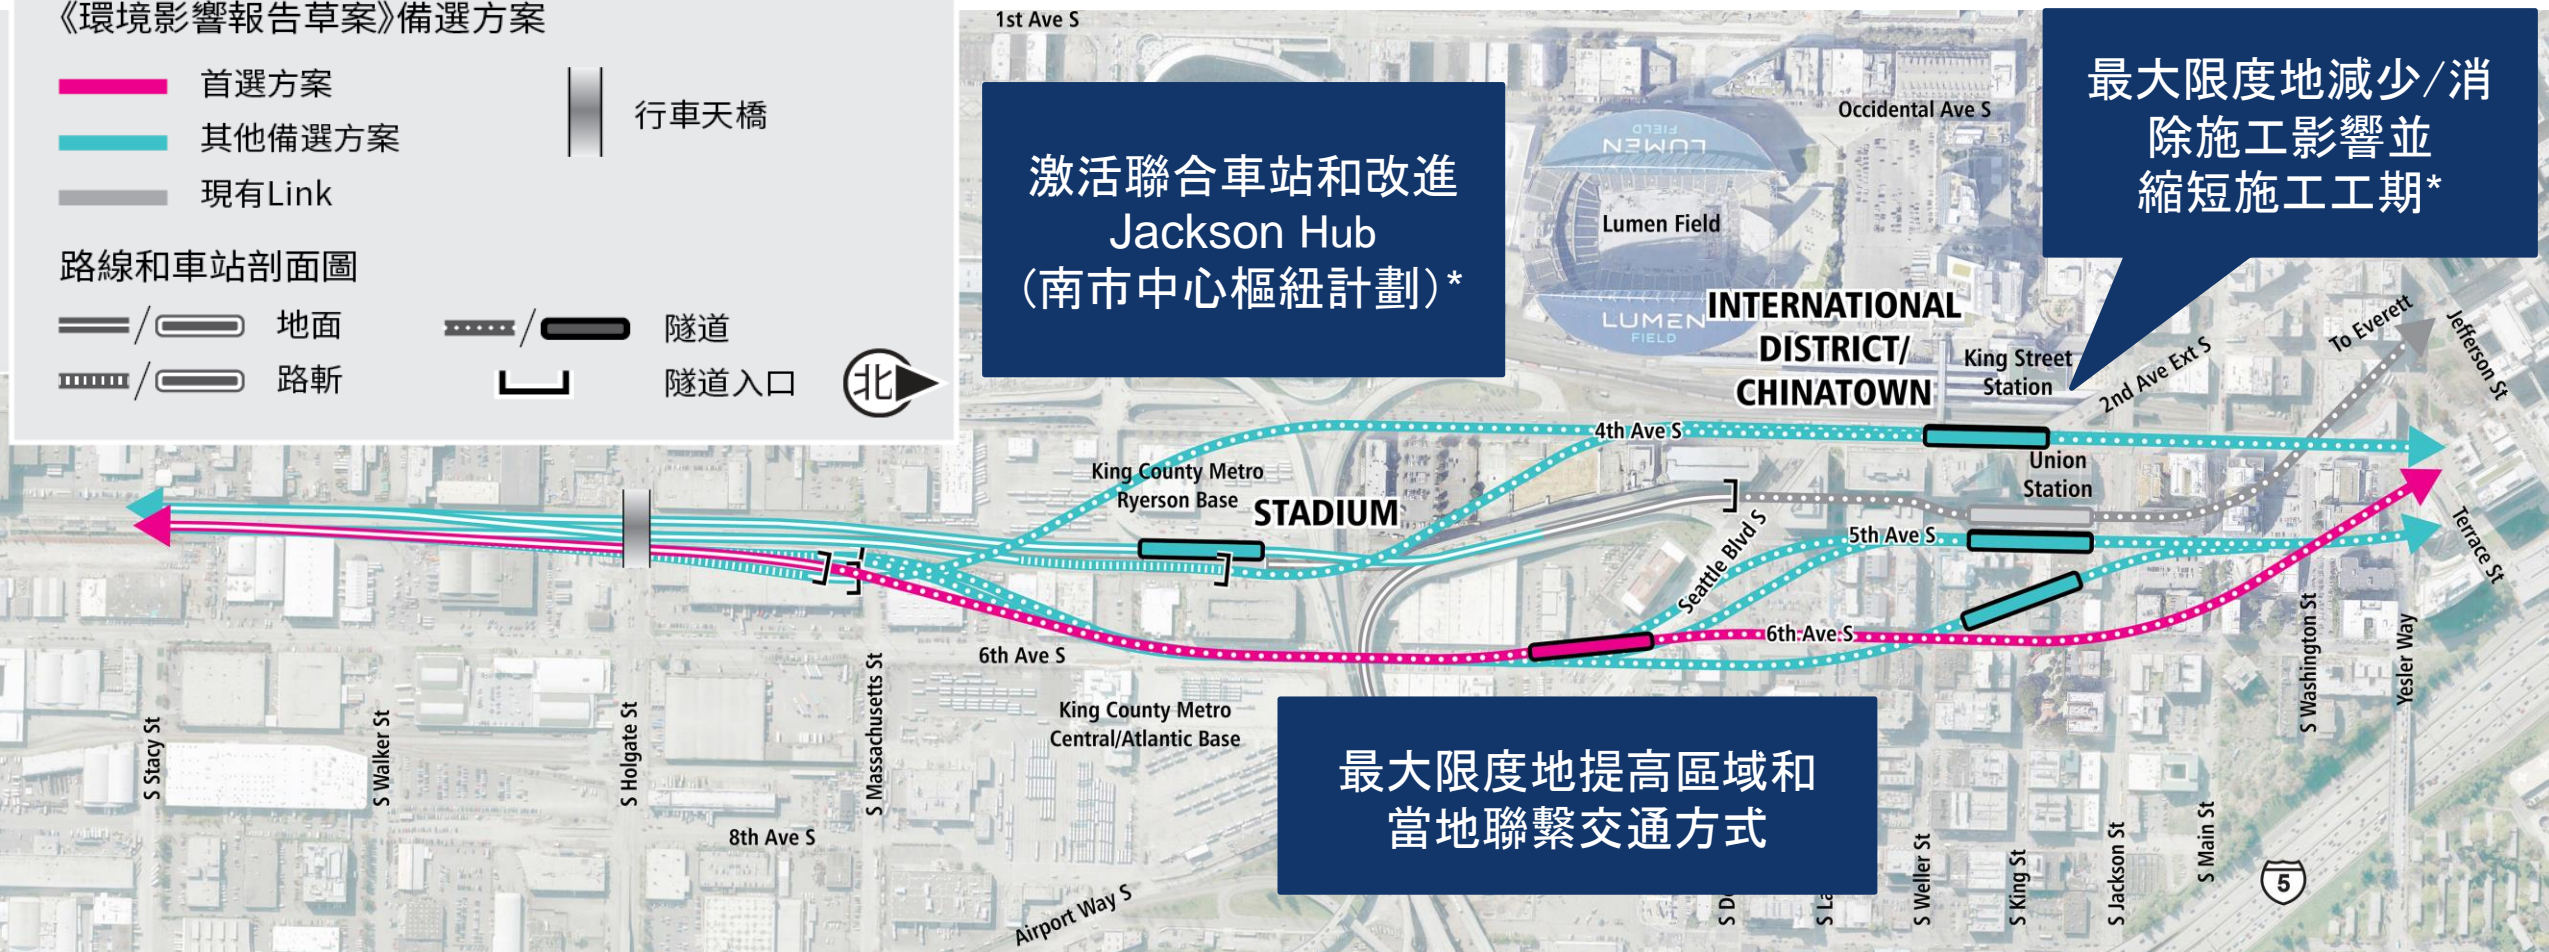 《環境影響報告草案》備選方案
首選方案
其他備選方案
現有Link
行車天橋
路線和車站剖面圖
地面
隧道
路斬
隧道入口
北
1st Ave S
激活聯合車站和改進
Jackson Hub
(南市中心樞紐計劃)*
LUMEN
FIELD
Lumen Field
LUMEN
FIELD
Occidental Ave S
最大限度地減少/消
除施工影響並
縮短施工工期*
INTERNATIONAL
DISTRICT/
CHINATOWN
King Street
Station
2nd Ave Ext S
To Everett
Jefferson St
4th Ave S
King County Metro
Ryerson Base
STADIUM
Union
Station
Seattle Blvd S
5th Ave S
Terrace St
6th Ave S
6th Ave S
King County Metro
Central/Atlantic Base
S Stacy St
S Walker St
S Holgate St
S Massachusetts St
8th Ave S
Airport Way S
最大限度地提高區域和
當地聯繫交通方式
S Weller St
S King St
S Jackson St
S Main St
S Washington St
Yesler Way
5